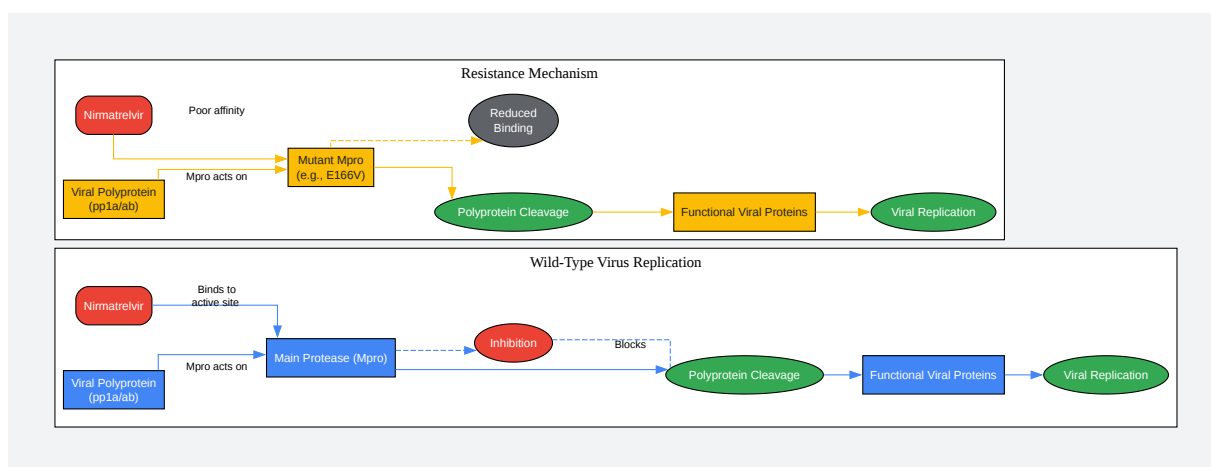 Resistance Mechanism
Nirmatrelvir
Poor affinity
Reduced
Binding
Mutant Mpro
(e.g., E166V)
Mpro acts on
Viral Polyprotein
(pp1a/ab)
Polyprotein Cleavage
Functional Viral Proteins
Viral Replication
Wild-Type Virus Replication
Nirmatrelvir
Binds to
active site
Main Protease (Mpro)
Inhibition
Blocks
Mpro acts on
Viral Polyprotein
(pp1a/ab)
Polyprotein Cleavage
Functional Viral Proteins
Viral Replication